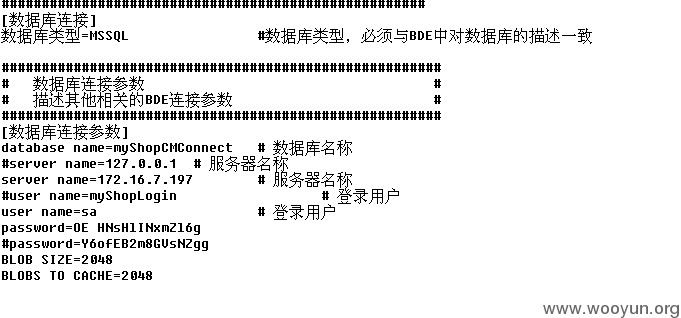 #####################################################
[数据库连接]
数据库类型=MSSQL #数据库类型，必须与BDE中对数据库的描述一致
#######################################################
# 数据库连接参数 #
# 描述其他相关的BDE连接参数 #
#######################################################
[数据库连接参数]
database name=myShopCMConnect # 数据库名称
#server name=127.0.0.1 # 服务器名称
server name=172.16.7.197 # 服务器名称
#user name=myShopLogin # 登录用户
user name=sa # 登录用户
password=OE HNsHlINxmZl6g
#password=Y6ofEB2m8GVsNZgg
BLOB SIZE=2048
BLOBS TO CACHE=2048
www.wooyun.org